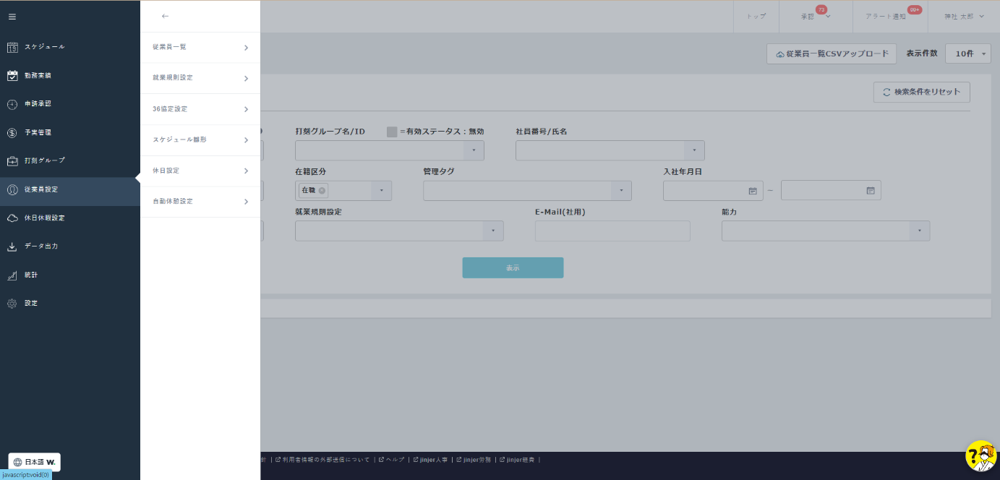 トップ
承認
73
アラート通知
99+
神社 太郎
スケジュール
勤務実績
申請承認
予実管理
打刻グループ
従業員設定
休日休暇設定
データ出力
統計
設定
従業員一覧
就業規則設定
36協定設定
スケジュール雛形
休日設定
自動休憩設定
従業員一覧CSVアップロード
表示件数
10件
検索条件をリセット
打刻グループ名/ID
=有効ステータス：無効
社員番号/氏名
在籍区分
管理タグ
入社年月日
在職
–
就業規則設定
E-Mail(社用)
能力
表示
日本語 W.
針 | 利用者情報の外部送信について | ヘルプ | jinjer人事 | jinjer労務 | jinjer経費 |
?
javascript:void(0)